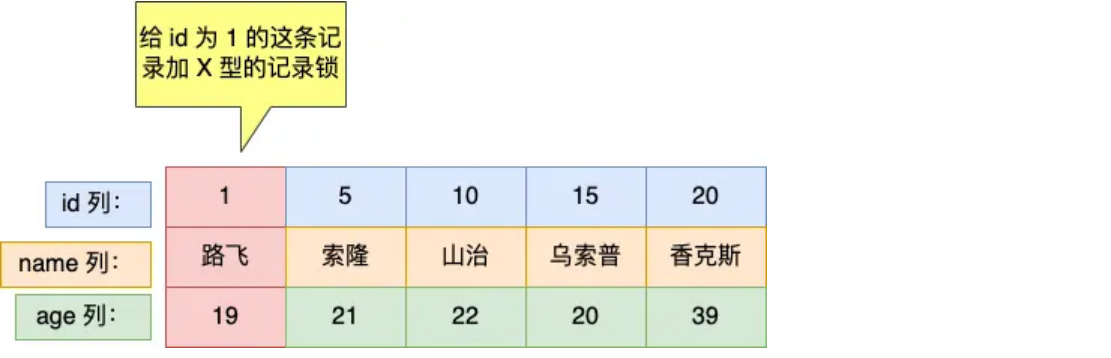 给 id 为 1 的这条记
录加 X 型的记录锁
id 列： 1 5 10 15 20
name 列： 路飞 索隆 山治 乌索普 香克斯
age 列： 19 21 22 20 39